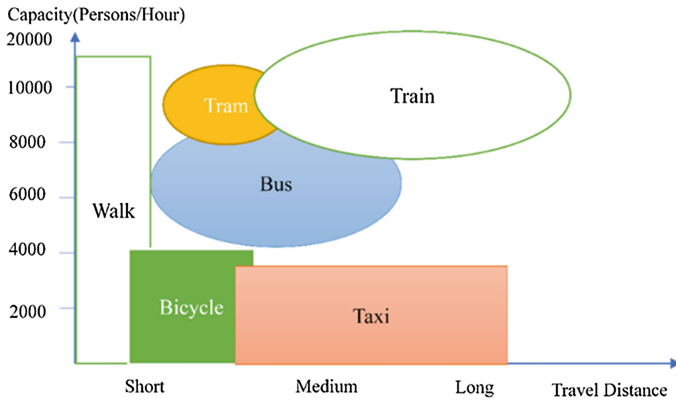 Capacity(Persons/Hour)
20000
10000
8000
6000
4000
2000
Tram
Train
Bus
Walk
Bicycle
Taxi
Short
Medium
Long
Travel Distance